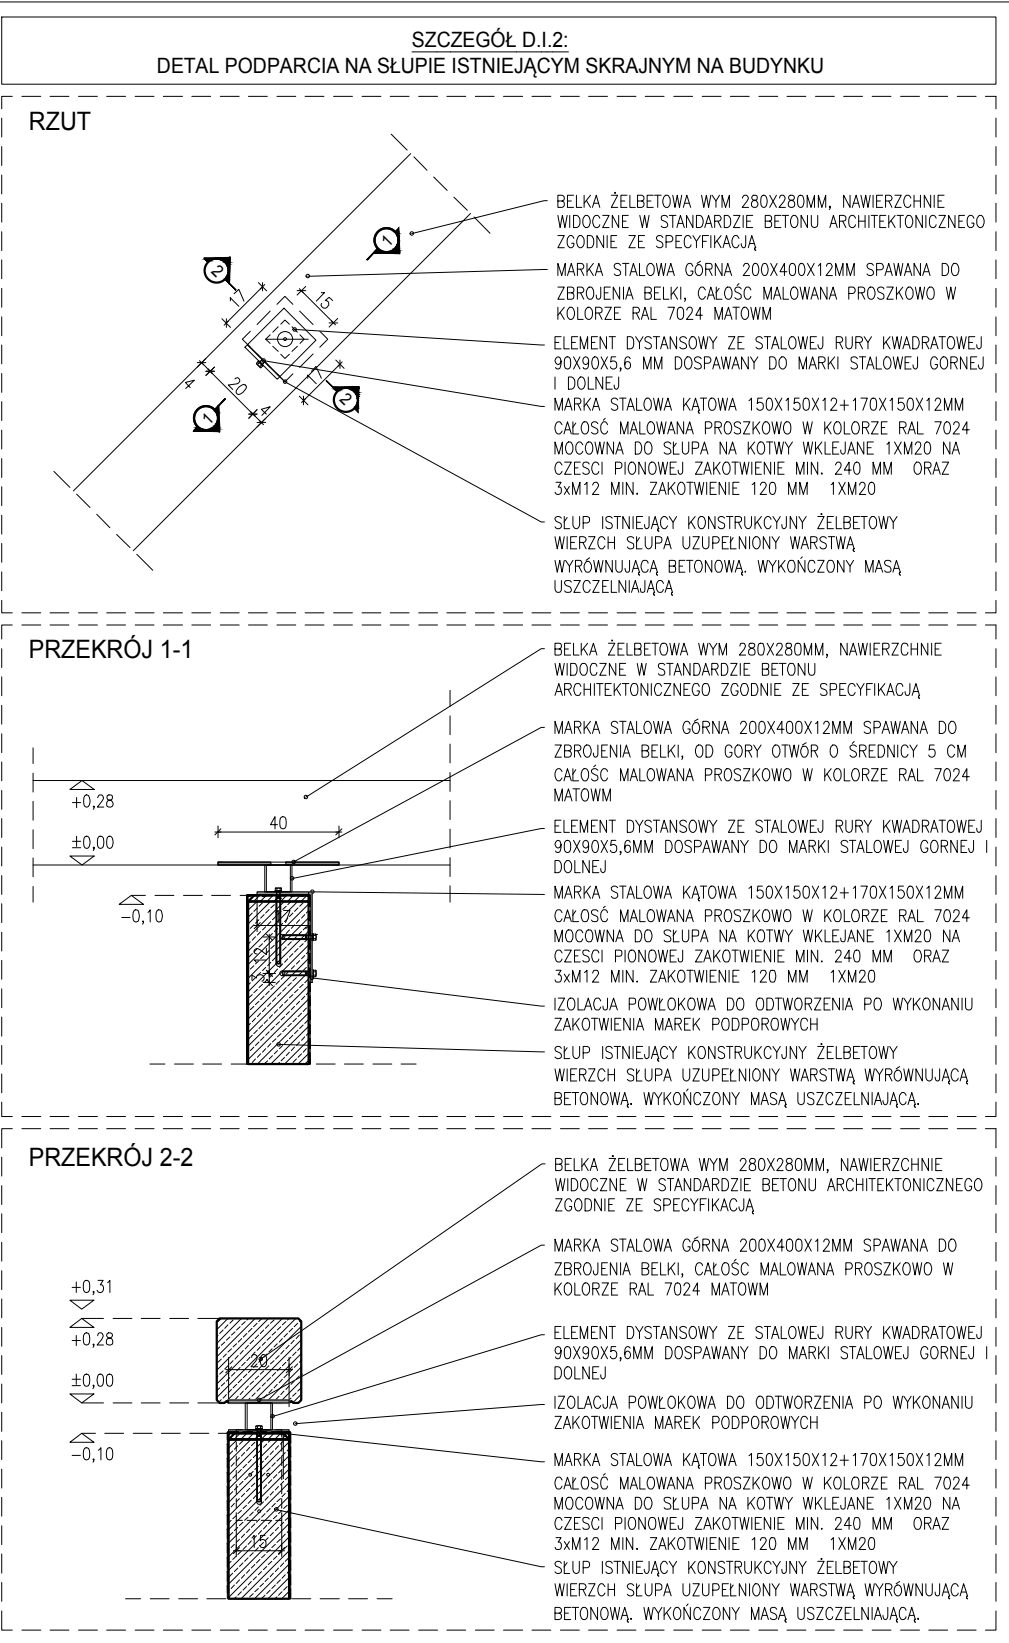 SZCZEGÓŁ D.I.2:
DETAL PODPARCIA NA SŁUPIE ISTNIEJĄCYM SKRAJNYM NA BUDYNKU
RZUT
BELKA ŻELBETOWA WYM 280X280MM, NAWIERZCHNIE
WIDOCZNE W STANDARDZIE BETONU ARCHITEKTONICZNEGO
ZGODNIE ZE SPECYFIKACJĄ
MARKA STALOWA GÓRNA 200X400X12MM SPAWANA DO
ZBROJENIA BELKI, CAŁOŚC MALOWANA PROSZKOWO W
KOLORZE RAL 7024 MATOWM
ELEMENT DYSTANSOWY ZE STALOWEJ RURY KWADRATOWEJ
90X90X5,6 MM DOSPAWANY DO MARKI STALOWEJ GORNEJ
I DOLNEJ
MARKA STALOWA KĄTOWA 150X150X12+170X150X12MM
CAŁOSĆ MALOWANA PROSZKOWO W KOLORZE RAL 7024
MOCOWNA DO SŁUPA NA KOTWY WKLEJANE 1XM20 NA
CZESCI PIONOWEJ ZAKOTWIENIE MIN. 240 MM ORAZ
3xM12 MIN. ZAKOTWIENIE 120 MM 1XM20
SŁUP ISTNIEJĄCY KONSTRUKCYJNY ŻELBETOWY
WIERZCH SŁUPA UZUPEŁNIONY WARSTWĄ
WYRÓWNUJĄCĄ BETONOWĄ. WYKOŃCZONY MASĄ
USZCZELNIAJĄCĄ
1
2
17
15
4
20
4
17
1
2
PRZEKRÓJ 1-1
BELKA ŻELBETOWA WYM 280X280MM, NAWIERZCHNIE
WIDOCZNE W STANDARDZIE BETONU
ARCHITEKTONICZNEGO ZGODNIE ZE SPECYFIKACJĄ
MARKA STALOWA GÓRNA 200X400X12MM SPAWANA DO
ZBROJENIA BELKI, OD GORY OTWÓR O ŚREDNICY 5 CM
CAŁOŚC MALOWANA PROSZKOWO W KOLORZE RAL 7024
MATOWM
ELEMENT DYSTANSOWY ZE STALOWEJ RURY KWADRATOWEJ
90X90X5,6MM DOSPAWANY DO MARKI STALOWEJ GORNEJ I
DOLNEJ
MARKA STALOWA KĄTOWA 150X150X12+170X150X12MM
CAŁOSĆ MALOWANA PROSZKOWO W KOLORZE RAL 7024
MOCOWNA DO SŁUPA NA KOTWY WKLEJANE 1XM20 NA
CZESCI PIONOWEJ ZAKOTWIENIE MIN. 240 MM ORAZ
3xM12 MIN. ZAKOTWIENIE 120 MM 1XM20
IZOLACJA POWŁOKOWA DO ODTWORZENIA PO WYKONANIU
ZAKOTWIENIA MAREK PODPOROWYCH
SŁUP ISTNIEJĄCY KONSTRUKCYJNY ŻELBETOWY
WIERZCH SŁUPA UZUPEŁNIONY WARSTWĄ WYRÓWNUJĄCĄ
BETONOWĄ. WYKOŃCZONY MASĄ USZCZELNIAJĄCĄ.
+0,28
±0,00
40
-0,10
12
PRZEKRÓJ 2-2
BELKA ŻELBETOWA WYM 280X280MM, NAWIERZCHNIE
WIDOCZNE W STANDARDZIE BETONU ARCHITEKTONICZNEGO
ZGODNIE ZE SPECYFIKACJĄ
MARKA STALOWA GÓRNA 200X400X12MM SPAWANA DO
ZBROJENIA BELKI, CAŁOŚC MALOWANA PROSZKOWO W
KOLORZE RAL 7024 MATOWM
ELEMENT DYSTANSOWY ZE STALOWEJ RURY KWADRATOWEJ
90X90X5,6MM DOSPAWANY DO MARKI STALOWEJ GORNEJ I
DOLNEJ
IZOLACJA POWŁOKOWA DO ODTWORZENIA PO WYKONANIU
ZAKOTWIENIA MAREK PODPOROWYCH
MARKA STALOWA KĄTOWA 150X150X12+170X150X12MM
CAŁOSĆ MALOWANA PROSZKOWO W KOLORZE RAL 7024
MOCOWNA DO SŁUPA NA KOTWY WKLEJANE 1XM20 NA
CZESCI PIONOWEJ ZAKOTWIENIE MIN. 240 MM ORAZ
3xM12 MIN. ZAKOTWIENIE 120 MM 1XM20
SŁUP ISTNIEJĄCY KONSTRUKCYJNY ŻELBETOWY
WIERZCH SŁUPA UZUPEŁNIONY WARSTWĄ WYRÓWNUJĄCĄ
BETONOWĄ. WYKOŃCZONY MASĄ USZCZELNIAJĄCĄ.
+0,31
+0,28
20
±0,00
-0,10
15